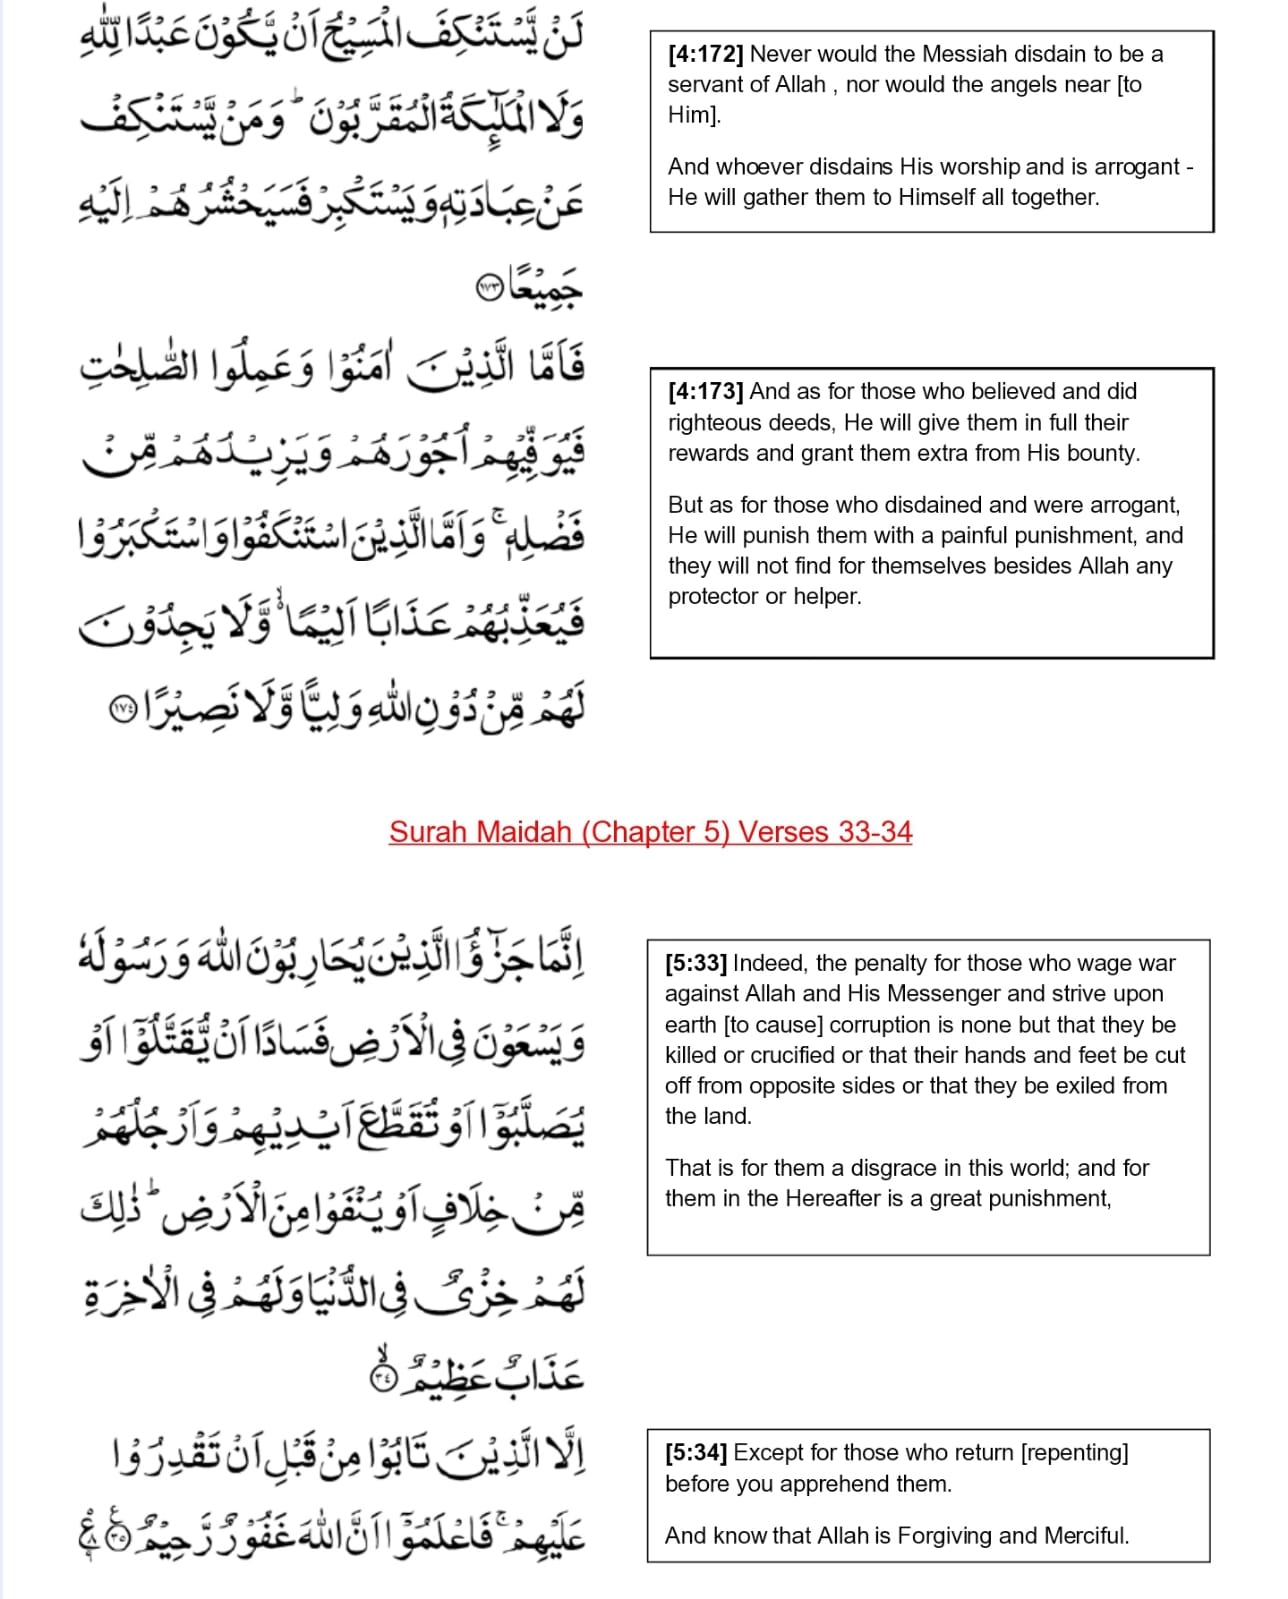 لَنْ يَّسْتَنْكِفَ الْمَسِيْحُ اَنْ يَّكُوْنَ عَبْدًا لِّلّٰهِ
وَلَا الْمَلٰٓئِكَةُ الْمُقَرَّبُوْنَ ؕ وَمَنْ يَّسْتَنْكِفْ
عَنْ عِبَادَتِهٖ وَيَسْتَكْبِرْ فَسَيَحْشُرُهُمْ اِلَيْهِ
جَمِيْعًا ۝۱۷۳
[4:172] Never would the Messiah disdain to be a
servant of Allah , nor would the angels near [to
Him].
And whoever disdains His worship and is arrogant -
He will gather them to Himself all together.
فَاَمَّا الَّذِيْنَ اٰمَنُوْا وَعَمِلُوا الصّٰلِحٰتِ
فَيُوَفِّيْهِمْ اُجُوْرَهُمْ وَيَزِيْدُهُمْ مِّنْ
فَضْلِهٖ ۚ وَاَمَّا الَّذِيْنَ اسْتَنْكَفُوْا وَاسْتَكْبَرُوْا
فَيُعَذِّبُهُمْ عَذَابًا اَلِيْمًا ۙ وَّلَا يَجِدُوْنَ
لَهُمْ مِّنْ دُوْنِ اللّٰهِ وَلِيًّا وَّلَا نَصِيْرًا ۝۱۷٤
[4:173] And as for those who believed and did
righteous deeds, He will give them in full their
rewards and grant them extra from His bounty.
But as for those who disdained and were arrogant,
He will punish them with a painful punishment, and
they will not find for themselves besides Allah any
protector or helper.
Surah Maidah (Chapter 5) Verses 33-34
اِنَّمَا جَزٰٓؤُا الَّذِيْنَ يُحَارِبُوْنَ اللّٰهَ وَرَسُوْلَهٗ
وَيَسْعَوْنَ فِى الْاَرْضِ فَسَادًا اَنْ يُّقَتَّلُوْۤا اَوْ
يُصَلَّبُوْۤا اَوْ تُقَطَّعَ اَيْدِيْهِمْ وَاَرْجُلُهُمْ
مِّنْ خِلَافٍ اَوْ يُنْفَوْا مِنَ الْاَرْضِ ؕ ذٰلِكَ
لَهُمْ خِزْىٌ فِى الدُّنْيَا وَلَهُمْ فِى الْاٰخِرَةِ
عَذَابٌ عَظِيْمٌ ۙ ۝۳٤
[5:33] Indeed, the penalty for those who wage war
against Allah and His Messenger and strive upon
earth [to cause] corruption is none but that they be
killed or crucified or that their hands and feet be cut
off from opposite sides or that they be exiled from
the land.
That is for them a disgrace in this world; and for
them in the Hereafter is a great punishment,
اِلَّا الَّذِيْنَ تَابُوْا مِنْ قَبْلِ اَنْ تَقْدِرُوْا
عَلَيْهِمْ ۚ فَاعْلَمُوْۤا اَنَّ اللّٰهَ غَفُوْرٌ رَّحِيْمٌ ۝۳٥ ع
[5:34] Except for those who return [repenting]
before you apprehend them.
And know that Allah is Forgiving and Merciful.